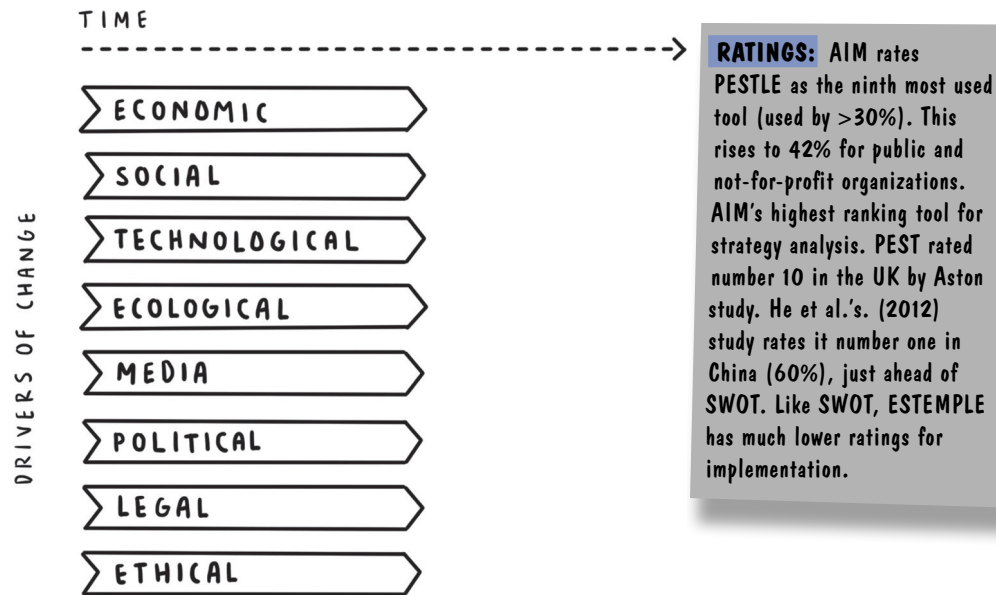 TIME
DRIVERS OF CHANGE
ECONOMIC
SOCIAL
TECHNOLOGICAL
ECOLOGICAL
MEDIA
POLITICAL
LEGAL
ETHICAL
RATINGS: AIM rates
PESTLE as the ninth most used
tool (used by >30%). This
rises to 42% for public and
not-for-profit organizations.
AIM's highest ranking tool for
strategy analysis. PEST rated
number 10 in the UK by Aston
study. He et al.'s. (2012)
study rates it number one in
China (60%), just ahead of
SWOT. Like SWOT, ESTEMPLE
has much lower ratings for
implementation.